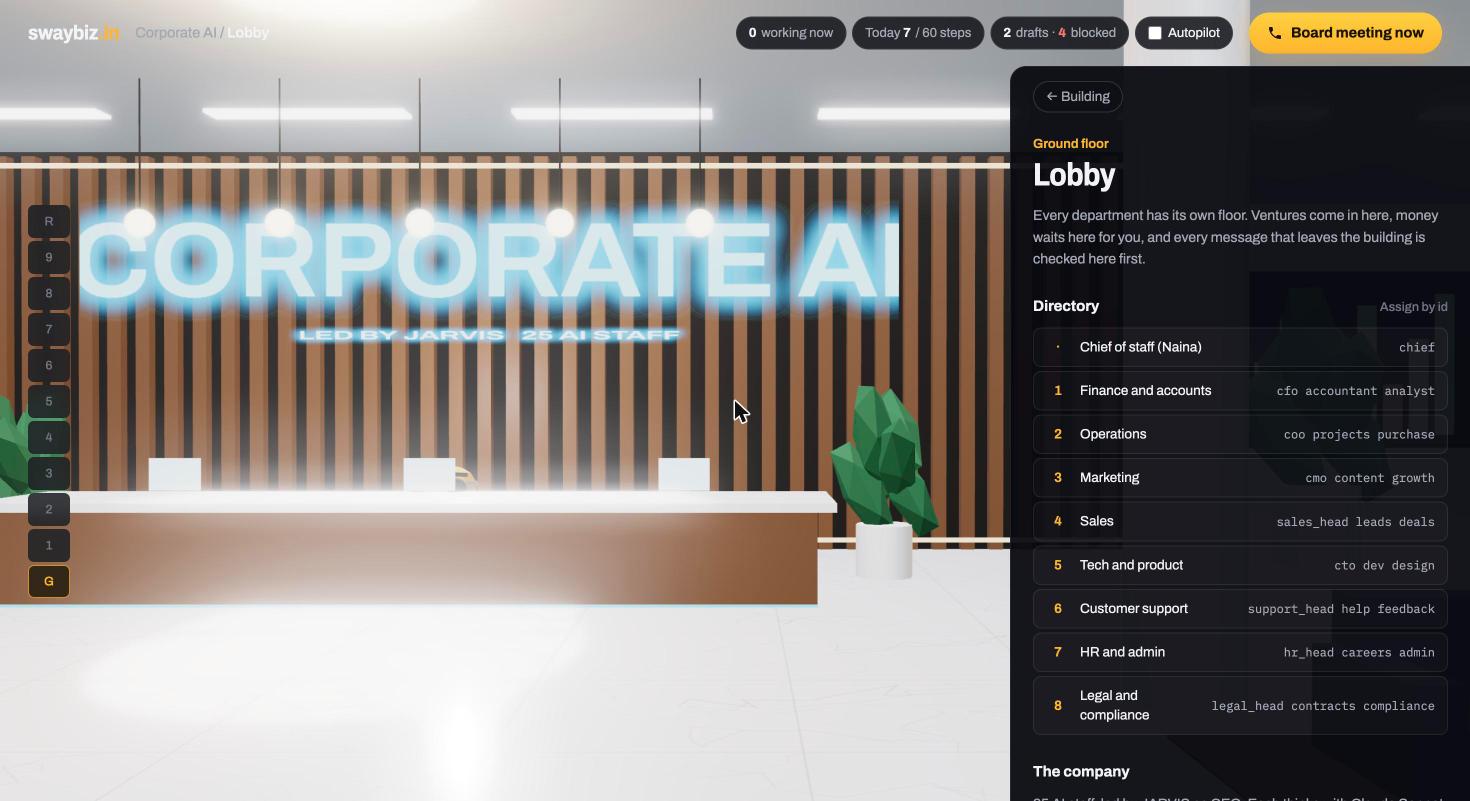 swaybiz.in Corporate AI / Lobby
0 working now
Today 7 / 60 steps
2 drafts · 4 blocked
Autopilot
Board meeting now
← Building
Ground floor
Lobby
Every department has its own floor. Ventures come in here, money
waits here for you, and every message that leaves the building is
checked here first.
Directory Assign by id
· Chief of staff (Naina) chief
1 Finance and accounts cfo accountant analyst
2 Operations coo projects purchase
3 Marketing cmo content growth
4 Sales sales_head leads deals
5 Tech and product cto dev design
6 Customer support support_head help feedback
7 HR and admin hr_head careers admin
8 Legal and
compliance legal_head contracts compliance
The company
R
9
8
7
6
5
4
3
2
1
G
CORPORATE AI
LED BY JARVIS 25 AI STAFF